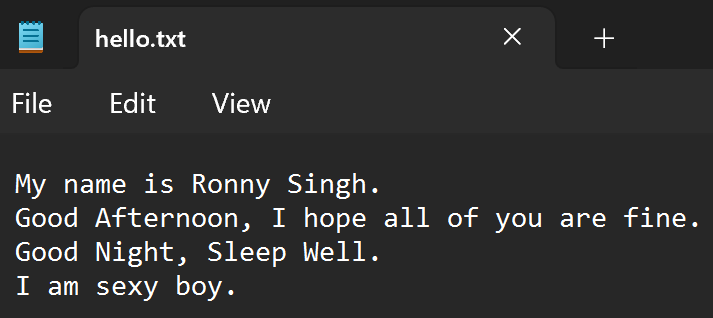 hello.txt
File Edit View
My name is Ronny Singh.
Good Afternoon, I hope all of you are fine.
Good Night, Sleep Well.
I am sexy boy.